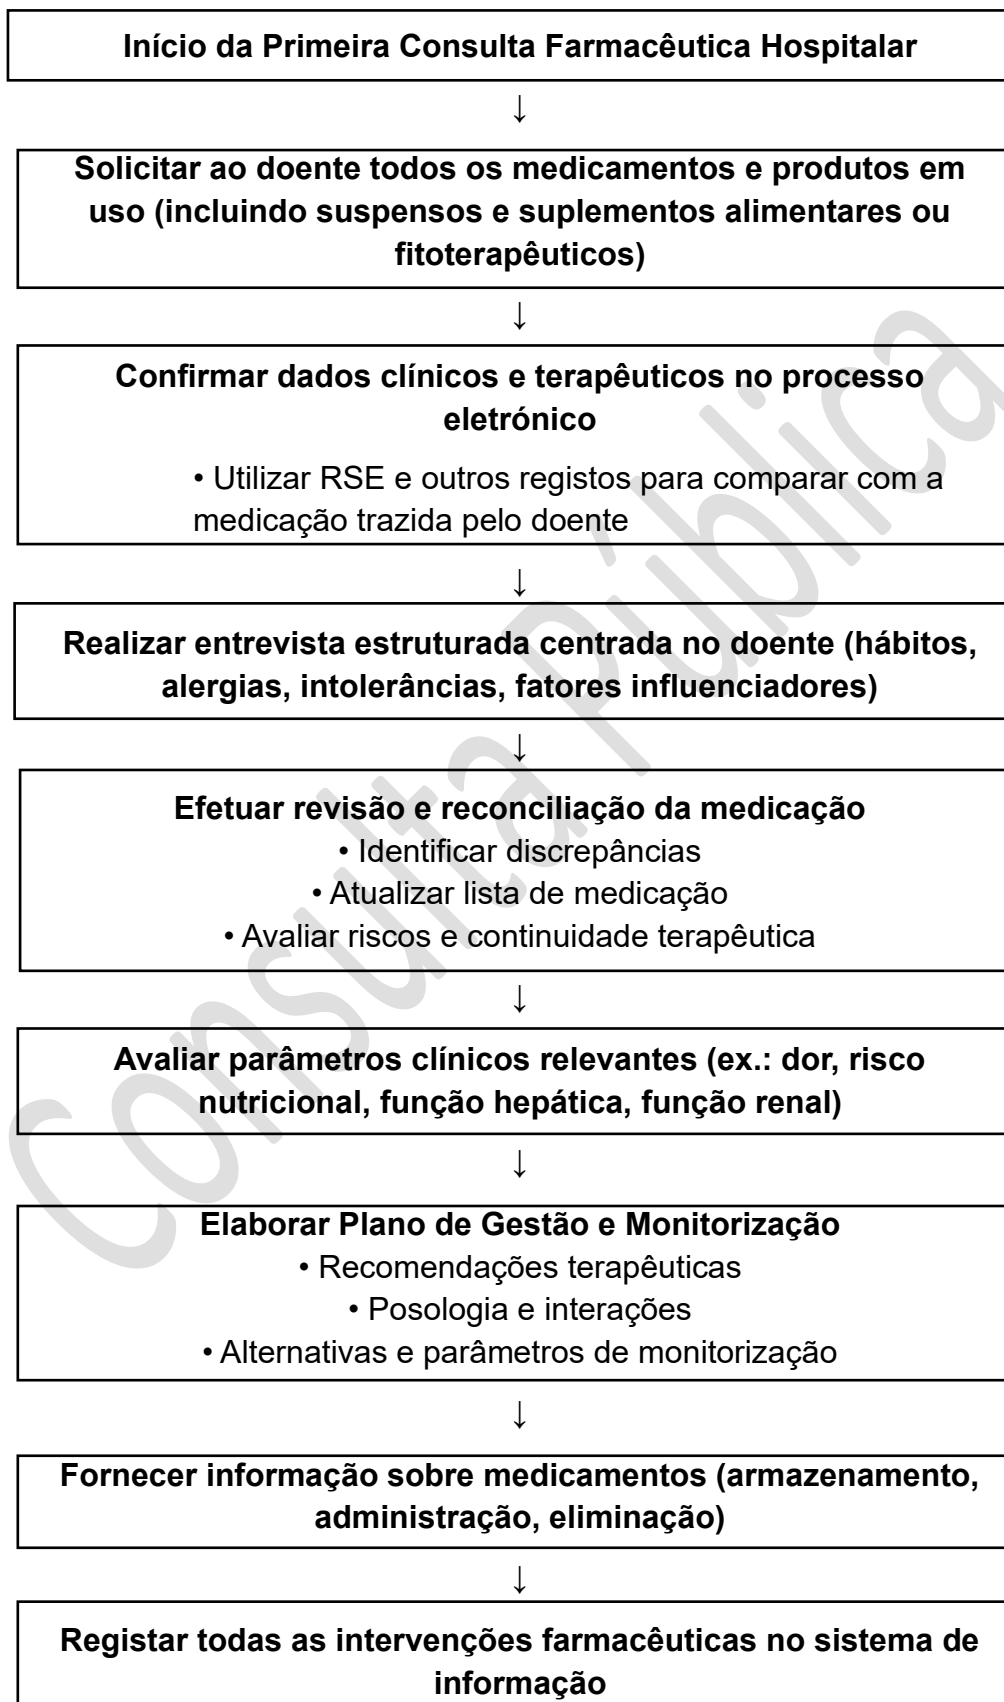 Início da Primeira Consulta Farmacêutica Hospitalar
↓
Solicitar ao doente todos os medicamentos e produtos em
uso (incluindo suspensos e suplementos alimentares ou
fitoterapêuticos)
↓
Confirmar dados clínicos e terapêuticos no processo
eletrónico
• Utilizar RSE e outros registos para comparar com a
medicação trazida pelo doente
↓
Realizar entrevista estruturada centrada no doente (hábitos,
alergias, intolerâncias, fatores influenciadores)
↓
Efetuar revisão e reconciliação da medicação
• Identificar discrepâncias
• Atualizar lista de medicação
• Avaliar riscos e continuidade terapêutica
↓
Avaliar parâmetros clínicos relevantes (ex.: dor, risco
nutricional, função hepática, função renal)
↓
Elaborar Plano de Gestão e Monitorização
• Recomendações terapêuticas
• Posologia e interações
• Alternativas e parâmetros de monitorização
↓
Fornecer informação sobre medicamentos (armazenamento,
administração, eliminação)
↓
Registar todas as intervenções farmacêuticas no sistema de
informação
Consulta Pública